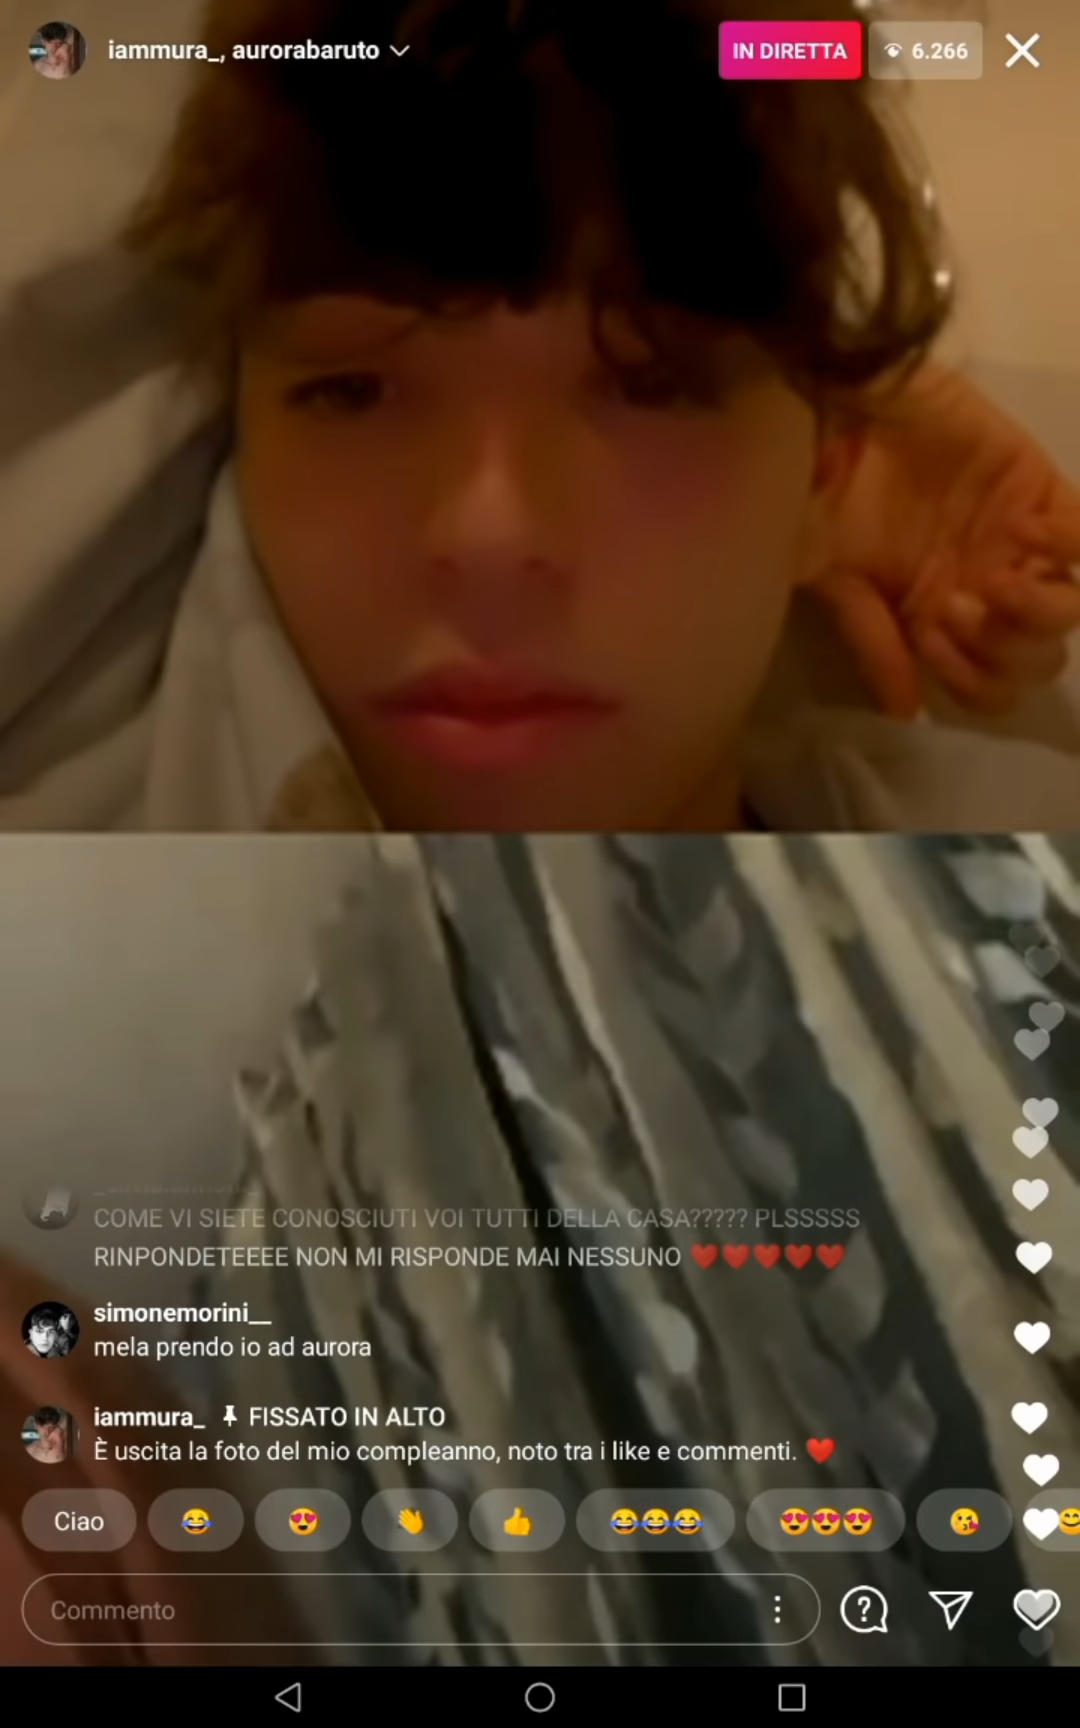 iammura_, aurorabaruto
IN DIRETTA
6.266
COME VI SIETE CONOSCIUTI VOI TUTTI DELLA CASA????? PLSSSSS
RINPONDETEEEE NON MI RISPONDE MAI NESSUNO ❤️❤️❤️❤️❤️
simonemorini__
mela prendo io ad aurora
iammura_ 📌 FISSATO IN ALTO
È uscita la foto del mio compleanno, noto tra i like e commenti. ❤️
Ciao 😂 😍 👋 👍 😂😂😂 😍😍😍 😘 😊
Commento